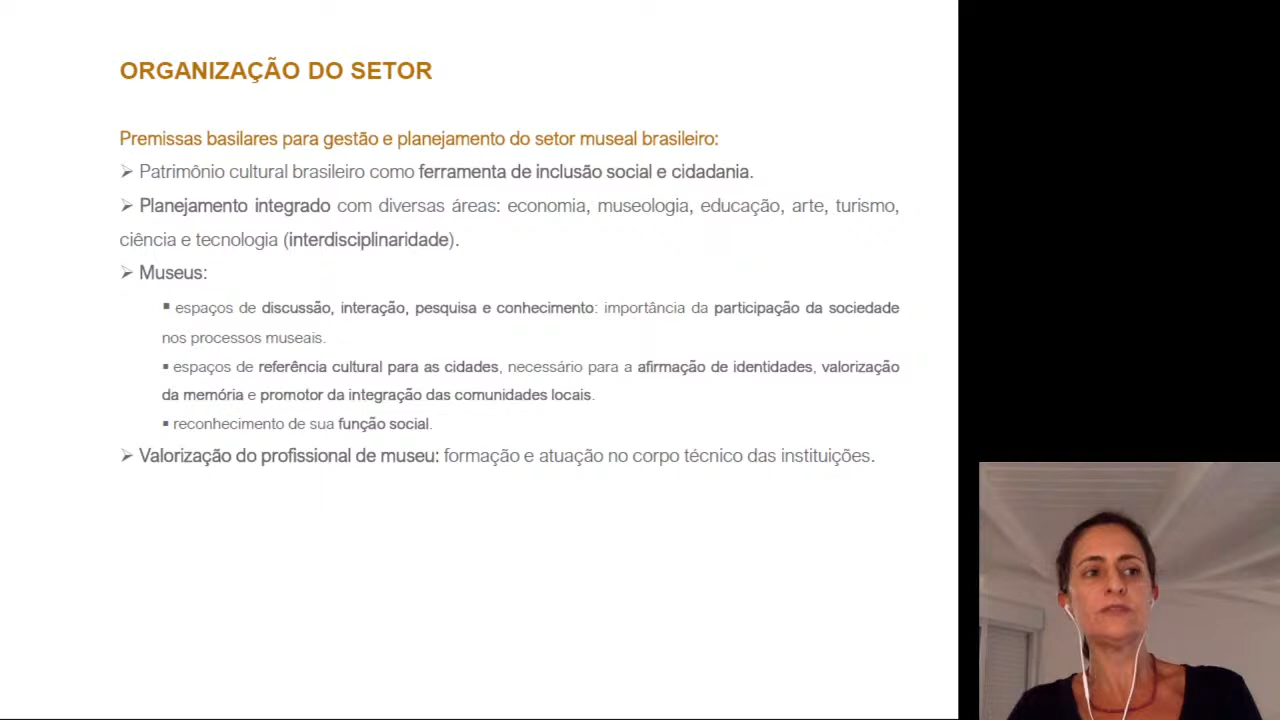 ORGANIZAÇÃO DO SETOR
Premissas basilares para gestão e planejamento do setor museal brasileiro:
➢ Patrimônio cultural brasileiro como ferramenta de inclusão social e cidadania.
➢ Planejamento integrado com diversas áreas: economia, museologia, educação, arte, turismo,
ciência e tecnologia (interdisciplinaridade).
➢ Museus:
▪ espaços de discussão, interação, pesquisa e conhecimento: importância da participação da sociedade
nos processos museais.
▪ espaços de referência cultural para as cidades, necessário para a afirmação de identidades, valorização
da memória e promotor da integração das comunidades locais.
▪ reconhecimento de sua função social.
➢ Valorização do profissional de museu: formação e atuação no corpo técnico das instituições.